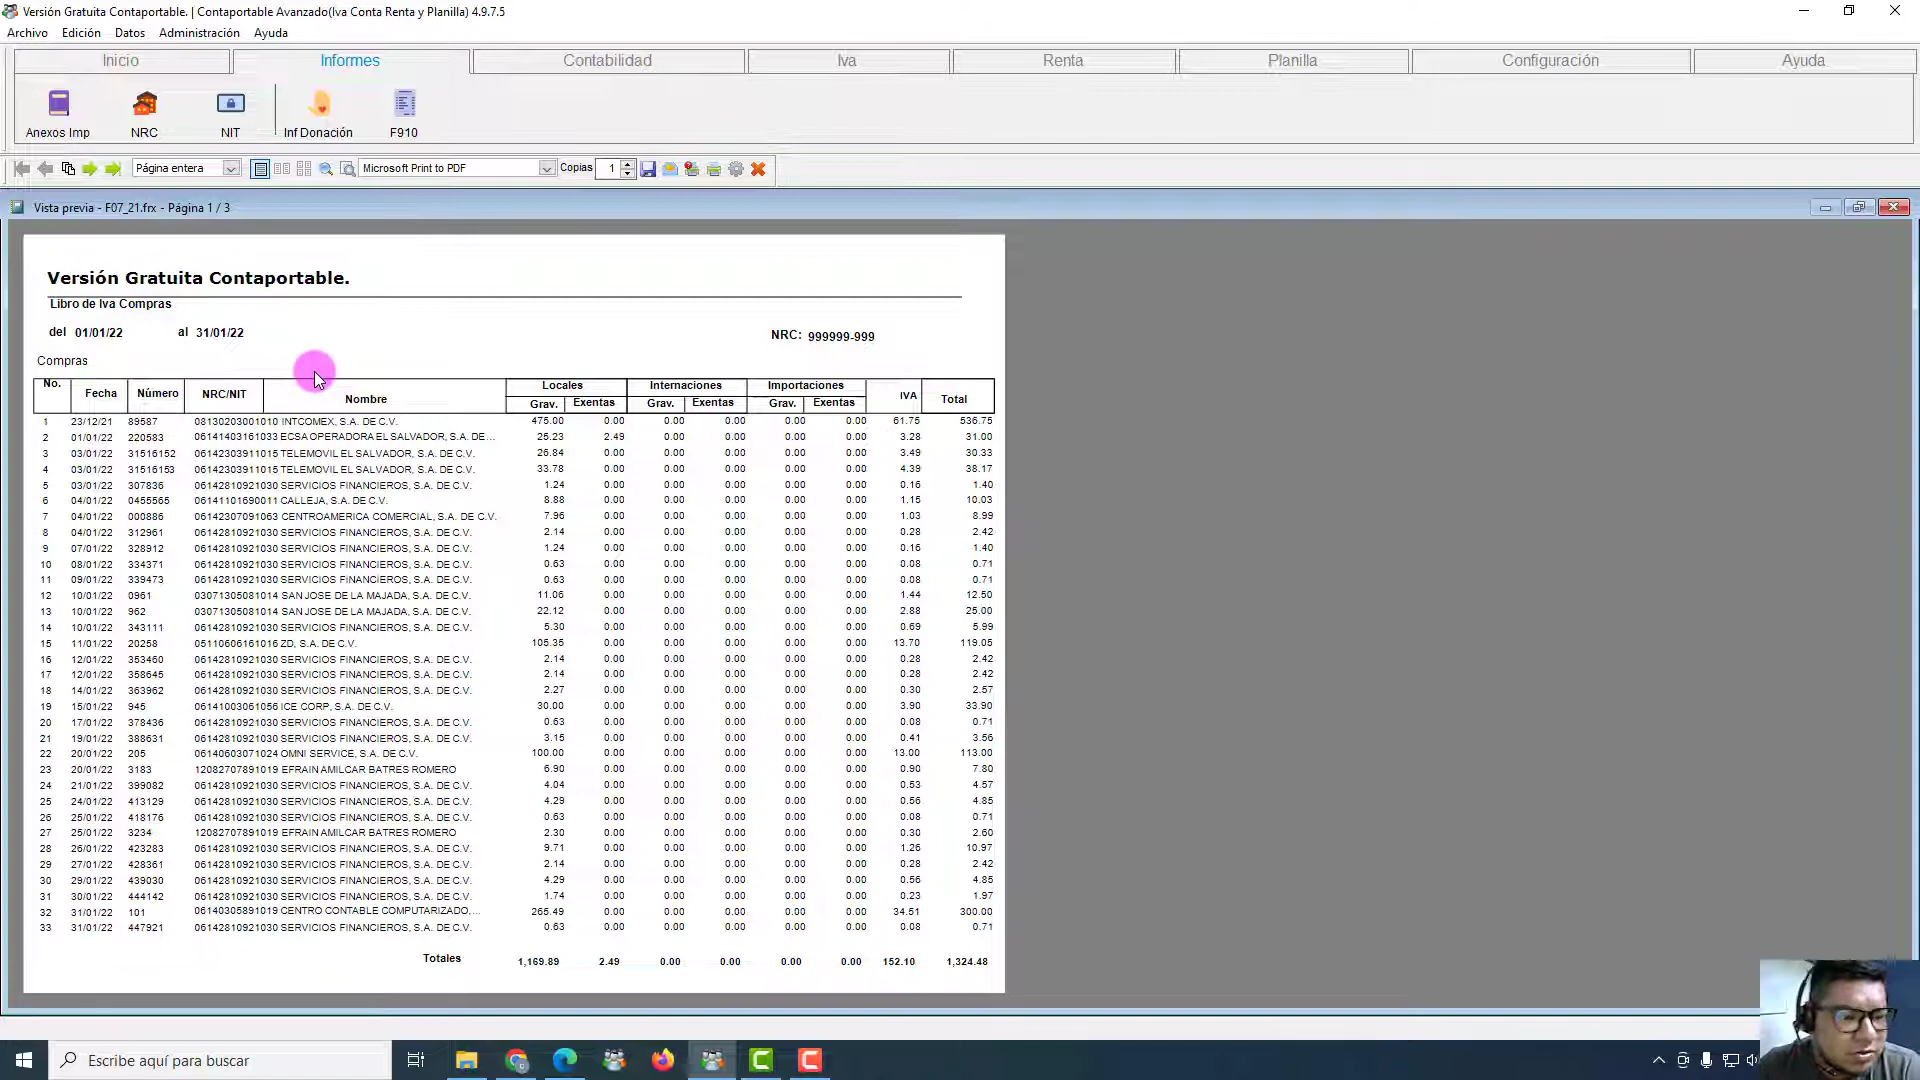 Versión Gratuita Contaportable. | Contaportable Avanzado(Iva Conta Renta y Planilla) 4.9.7.5
Archivo Edición Datos Administración Ayuda
Inicio Informes Contabilidad Iva Renta Planilla Configuración Ayuda
Anexos Imp NRC NIT Inf Donación F910
Página entera Microsoft Print to PDF Copias 1
Vista previa - F07_21.frx - Página 1 / 3
Versión Gratuita Contaportable.
Libro de Iva Compras
del 01/01/22 al 31/01/22
NRC: 999999-999
Compras
No. Fecha Número NRC/NIT Nombre Locales Internaciones Importaciones IVA Total
Grav. Exentas Grav. Exentas Grav. Exentas
1 23/12/21 89587 08130203001010 INTCOMEX, S.A. DE C.V. 475.00 0.00 0.00 0.00 0.00 0.00 61.75 536.75
2 01/01/22 220583 06141403161033 ECSA OPERADORA EL SALVADOR, S.A. DE... 25.23 2.49 0.00 0.00 0.00 0.00 3.28 31.00
3 03/01/22 31516152 06142303911015 TELEMOVIL EL SALVADOR, S.A. DE C.V. 26.84 0.00 0.00 0.00 0.00 0.00 3.49 30.33
4 03/01/22 31516153 06142303911015 TELEMOVIL EL SALVADOR, S.A. DE C.V. 33.78 0.00 0.00 0.00 0.00 0.00 4.39 38.17
5 03/01/22 307836 06142810921030 SERVICIOS FINANCIEROS, S.A. DE C.V. 1.24 0.00 0.00 0.00 0.00 0.00 0.16 1.40
6 04/01/22 0455565 06141101690011 CALLEJA, S.A. DE C.V. 8.88 0.00 0.00 0.00 0.00 0.00 1.15 10.03
7 04/01/22 000886 06142307091063 CENTROAMERICA COMERCIAL, S.A. DE C.V. 7.96 0.00 0.00 0.00 0.00 0.00 1.03 8.99
8 04/01/22 312961 06142810921030 SERVICIOS FINANCIEROS, S.A. DE C.V. 2.14 0.00 0.00 0.00 0.00 0.00 0.28 2.42
9 07/01/22 328912 06142810921030 SERVICIOS FINANCIEROS, S.A. DE C.V. 1.24 0.00 0.00 0.00 0.00 0.00 0.16 1.40
10 08/01/22 334371 06142810921030 SERVICIOS FINANCIEROS, S.A. DE C.V. 0.63 0.00 0.00 0.00 0.00 0.00 0.08 0.71
11 09/01/22 339473 06142810921030 SERVICIOS FINANCIEROS, S.A. DE C.V. 0.63 0.00 0.00 0.00 0.00 0.00 0.08 0.71
12 10/01/22 0961 03071305081014 SAN JOSE DE LA MAJADA, S.A. DE C.V. 11.06 0.00 0.00 0.00 0.00 0.00 1.44 12.50
13 10/01/22 962 03071305081014 SAN JOSE DE LA MAJADA, S.A. DE C.V. 22.12 0.00 0.00 0.00 0.00 0.00 2.88 25.00
14 10/01/22 343111 06142810921030 SERVICIOS FINANCIEROS, S.A. DE C.V. 5.30 0.00 0.00 0.00 0.00 0.00 0.69 5.99
15 11/01/22 20258 05110606161016 ZD, S.A. DE C.V. 105.35 0.00 0.00 0.00 0.00 0.00 13.70 119.05
16 12/01/22 353460 06142810921030 SERVICIOS FINANCIEROS, S.A. DE C.V. 2.14 0.00 0.00 0.00 0.00 0.00 0.28 2.42
17 12/01/22 358645 06142810921030 SERVICIOS FINANCIEROS, S.A. DE C.V. 2.14 0.00 0.00 0.00 0.00 0.00 0.28 2.42
18 14/01/22 363962 06142810921030 SERVICIOS FINANCIEROS, S.A. DE C.V. 2.27 0.00 0.00 0.00 0.00 0.00 0.30 2.57
19 15/01/22 945 06141003061056 ICE CORP, S.A. DE C.V. 30.00 0.00 0.00 0.00 0.00 0.00 3.90 33.90
20 17/01/22 378436 06142810921030 SERVICIOS FINANCIEROS, S.A. DE C.V. 0.63 0.00 0.00 0.00 0.00 0.00 0.08 0.71
21 19/01/22 388631 06142810921030 SERVICIOS FINANCIEROS, S.A. DE C.V. 3.15 0.00 0.00 0.00 0.00 0.00 0.41 3.56
22 20/01/22 205 06140603071024 OMNI SERVICE, S.A. DE C.V. 100.00 0.00 0.00 0.00 0.00 0.00 13.00 113.00
23 20/01/22 3183 12082707891019 EFRAIN AMILCAR BATRES ROMERO 6.90 0.00 0.00 0.00 0.00 0.00 0.90 7.80
24 21/01/22 399082 06142810921030 SERVICIOS FINANCIEROS, S.A. DE C.V. 4.04 0.00 0.00 0.00 0.00 0.00 0.53 4.57
25 24/01/22 413129 06142810921030 SERVICIOS FINANCIEROS, S.A. DE C.V. 4.29 0.00 0.00 0.00 0.00 0.00 0.56 4.85
26 25/01/22 418176 06142810921030 SERVICIOS FINANCIEROS, S.A. DE C.V. 0.63 0.00 0.00 0.00 0.00 0.00 0.08 0.71
27 25/01/22 3234 12082707891019 EFRAIN AMILCAR BATRES ROMERO 2.30 0.00 0.00 0.00 0.00 0.00 0.30 2.60
28 26/01/22 423283 06142810921030 SERVICIOS FINANCIEROS, S.A. DE C.V. 9.71 0.00 0.00 0.00 0.00 0.00 1.26 10.97
29 27/01/22 428361 06142810921030 SERVICIOS FINANCIEROS, S.A. DE C.V. 2.14 0.00 0.00 0.00 0.00 0.00 0.28 2.42
30 29/01/22 439030 06142810921030 SERVICIOS FINANCIEROS, S.A. DE C.V. 4.29 0.00 0.00 0.00 0.00 0.00 0.56 4.85
31 30/01/22 444142 06142810921030 SERVICIOS FINANCIEROS, S.A. DE C.V. 1.74 0.00 0.00 0.00 0.00 0.00 0.23 1.97
32 31/01/22 101 06140305891019 CENTRO CONTABLE COMPUTARIZADO,... 265.49 0.00 0.00 0.00 0.00 0.00 34.51 300.00
33 31/01/22 447921 06142810921030 SERVICIOS FINANCIEROS, S.A. DE C.V. 0.63 0.00 0.00 0.00 0.00 0.00 0.08 0.71
Totales 1,169.89 2.49 0.00 0.00 0.00 0.00 152.10 1,324.48
Escribe aquí para buscar